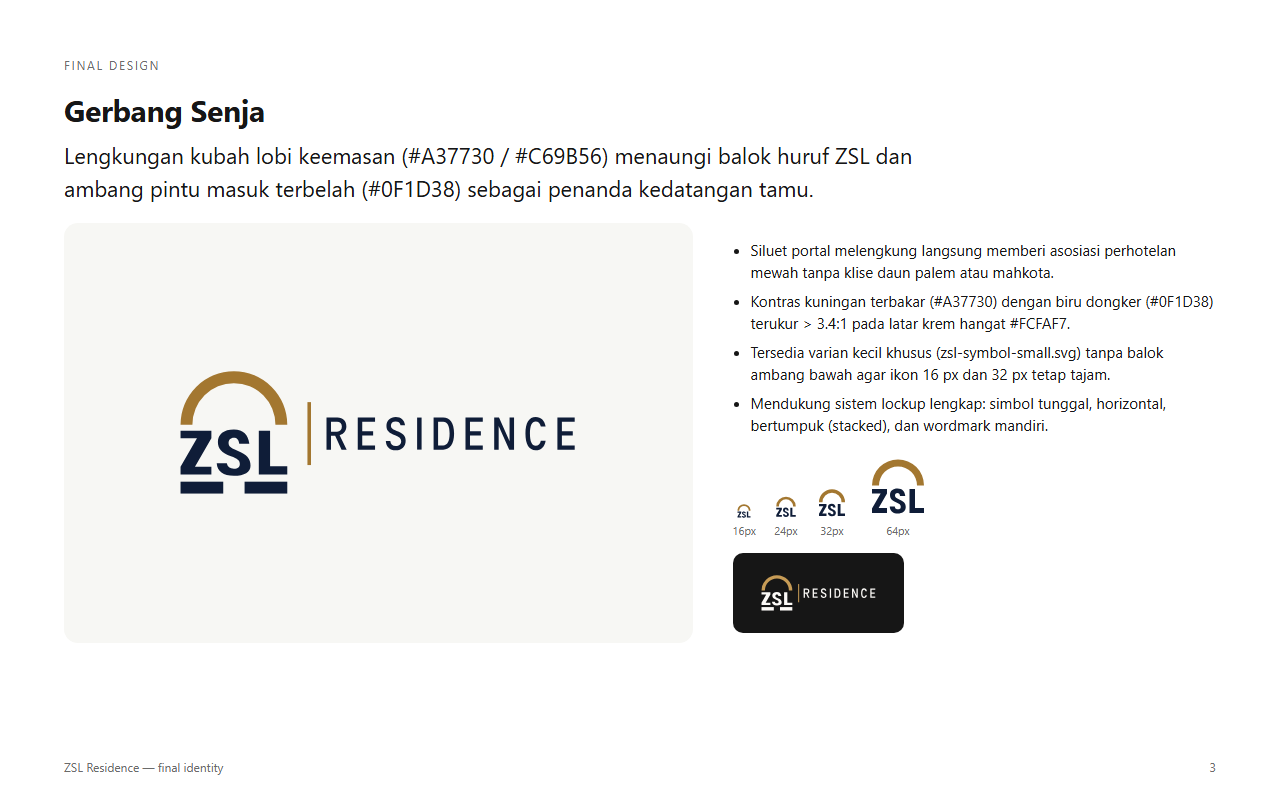 FINAL DESIGN
Gerbang Senja
Lengkungan kubah lobi keemasan (#A37730 / #C69B56) menaungi balok huruf ZSL dan
ambang pintu masuk terbelah (#0F1D38) sebagai penanda kedatangan tamu.
ZSL
RESIDENCE
• Siluet portal melengkung langsung memberi asosiasi perhotelan
mewah tanpa klise daun palem atau mahkota.
• Kontras kuningan terbakar (#A37730) dengan biru dongker (#0F1D38)
terukur > 3.4:1 pada latar krem hangat #FCFAF7.
• Tersedia varian kecil khusus (zsl-symbol-small.svg) tanpa balok
ambang bawah agar ikon 16 px dan 32 px tetap tajam.
• Mendukung sistem lockup lengkap: simbol tunggal, horizontal,
bertumpuk (stacked), dan wordmark mandiri.
ZSL ZSL ZSL ZSL
16px 24px 32px 64px
ZSL RESIDENCE
ZSL Residence — final identity
3